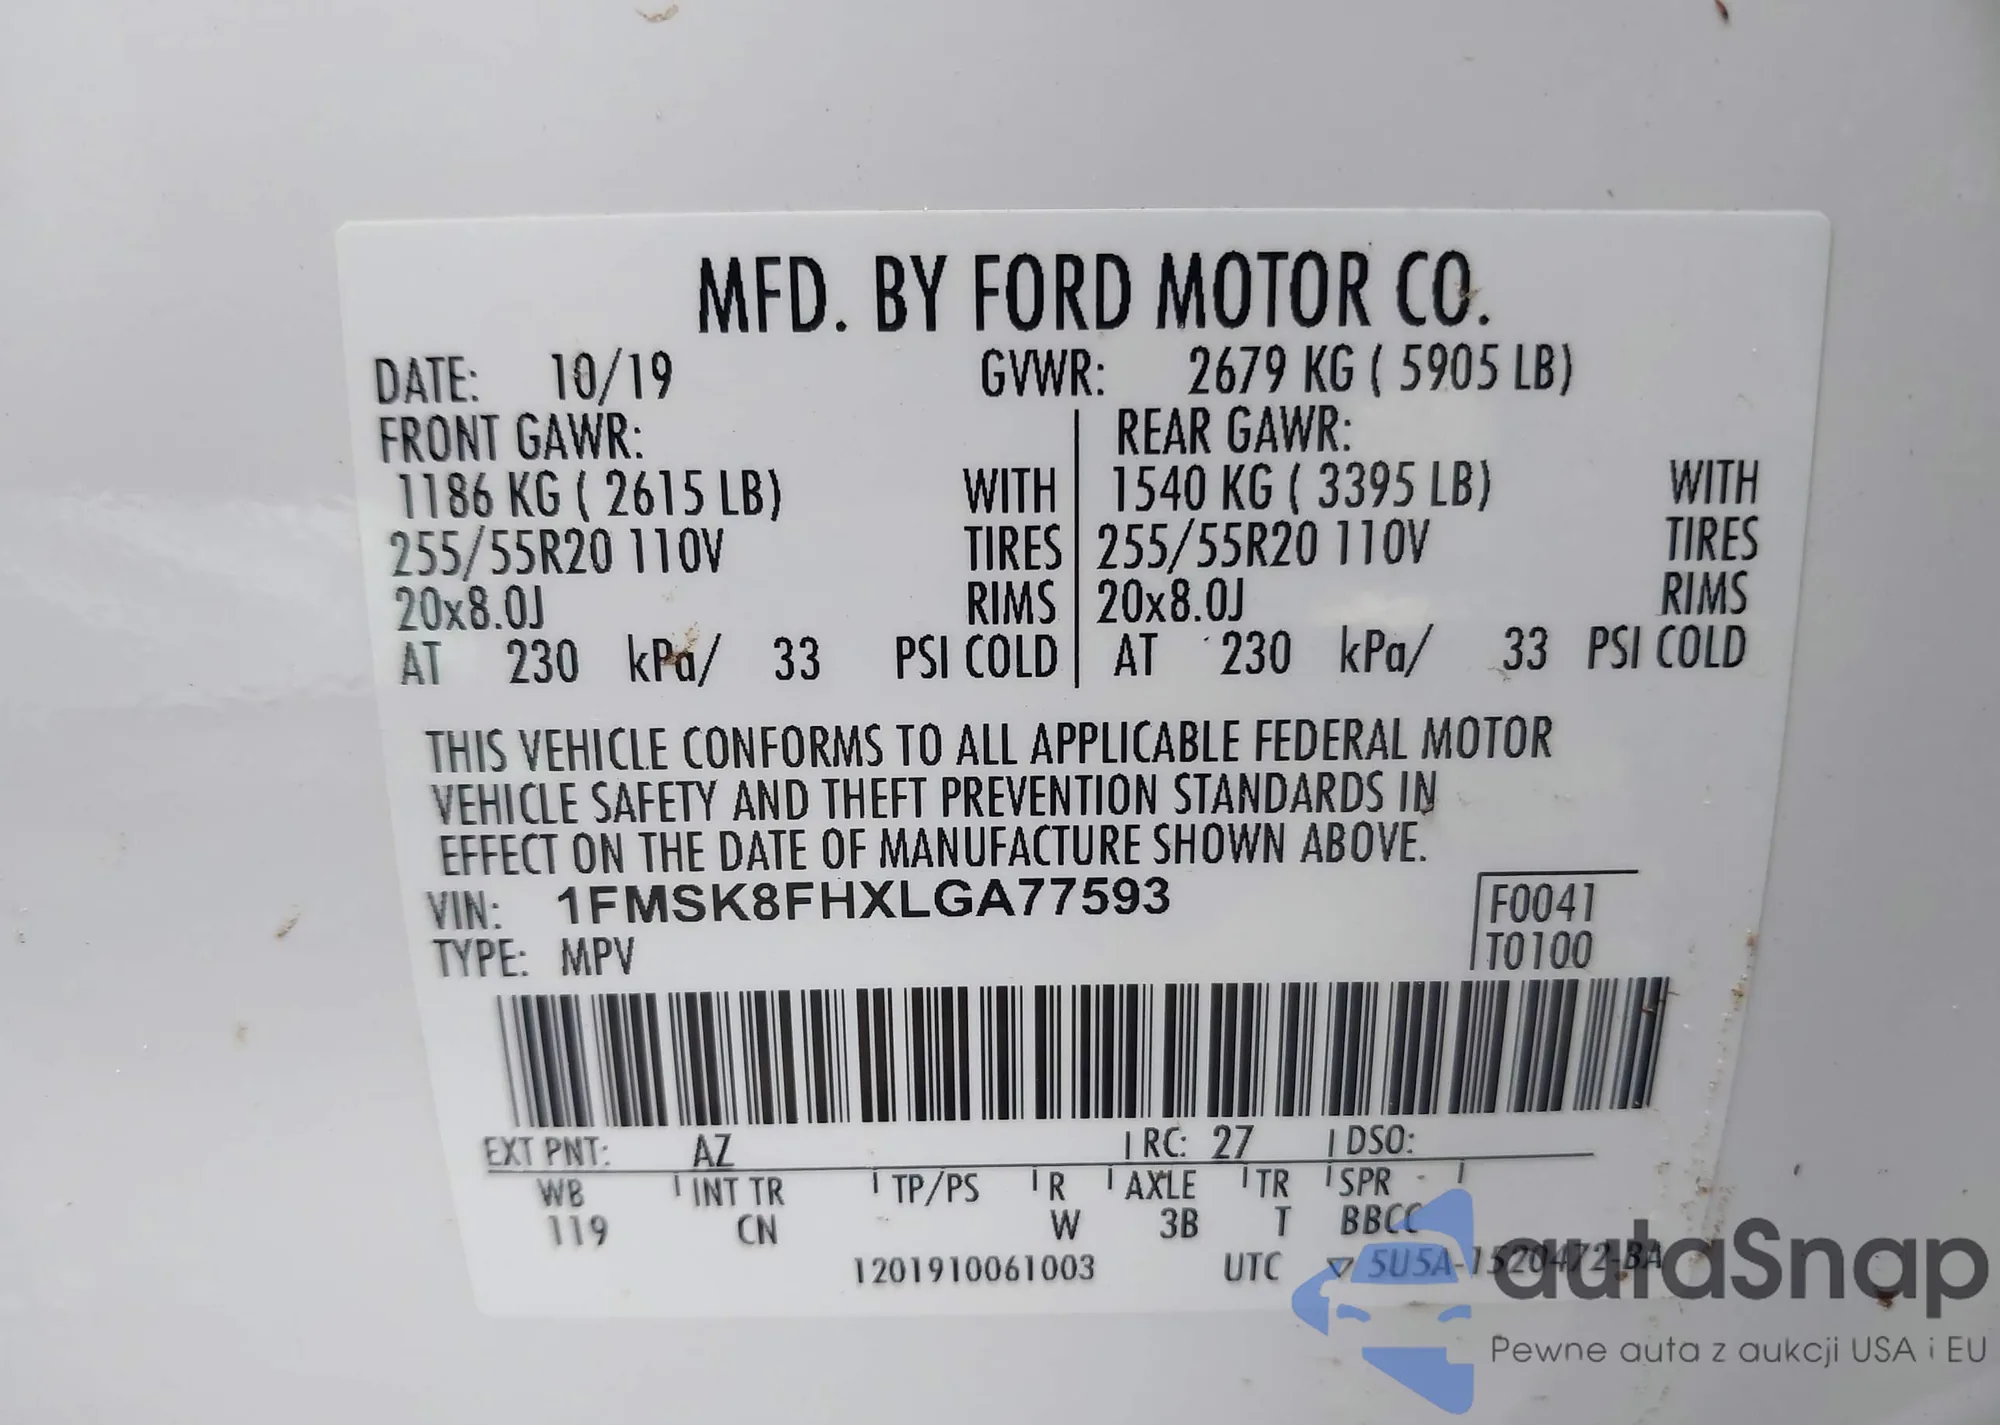 MFD. BY FORD MOTOR CO.
DATE: 10/19 GVWR: 2679 KG ( 5905 LB)
FRONT GAWR: REAR GAWR:
1186 KG ( 2615 LB) WITH 1540 KG ( 3395 LB) WITH
255/55R20 110V TIRES 255/55R20 110V TIRES
20x8.0J RIMS 20x8.0J RIMS
AT 230 kPa/ 33 PSI COLD AT 230 kPa/ 33 PSI COLD
THIS VEHICLE CONFORMS TO ALL APPLICABLE FEDERAL MOTOR
VEHICLE SAFETY AND THEFT PREVENTION STANDARDS IN
EFFECT ON THE DATE OF MANUFACTURE SHOWN ABOVE.
VIN: 1FMSK8FHXLGA77593 F0041
TYPE: MPV T0100
EXT PNT: AZ RC: 27 DSO:
WB INT TR TP/PS R AXLE TR SPR
119 CN W 3B T BBCC
1201910061003 UTC ▽ 5U5A-1520472-BA
autaSnap
Pewne auta z aukcji USA i EU